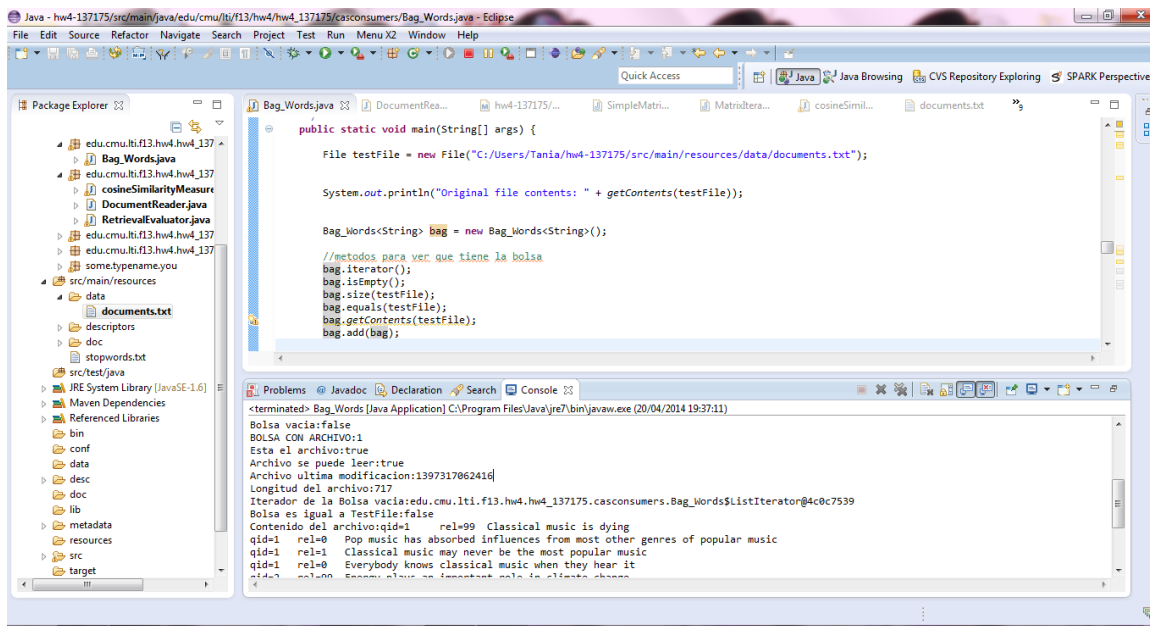 Java - hw4-137175/src/main/java/edu/cmu/lti/f13/hw4/hw4_137175/casconsumers/Bag_Words.java - Eclipse
File Edit Source Refactor Navigate Search Project Test Run Menu X2 Window Help
Quick Access
Java Java Browsing CVS Repository Exploring SPARK Perspective
Package Explorer
edu.cmu.lti.f13.hw4.hw4_137
Bag_Words.java
edu.cmu.lti.f13.hw4.hw4_137
cosineSimilarityMeasure
DocumentReader.java
RetrievalEvaluator.java
edu.cmu.lti.f13.hw4.hw4_137
edu.cmu.lti.f13.hw4.hw4_137
some.typename.you
src/main/resources
data
documents.txt
descriptors
doc
stopwords.txt
src/test/java
JRE System Library [JavaSE-1.6]
Maven Dependencies
Referenced Libraries
bin
conf
data
desc
doc
lib
metadata
resources
src
target
Bag_Words.java DocumentRea... hw4-137175/... SimpleMatri... MatrixItera... cosineSimil... documents.txt »9
public static void main(String[] args) {
File testFile = new File("C:/Users/Tania/hw4-137175/src/main/resources/data/documents.txt");
System.out.println("Original file contents: " + getContents(testFile));
Bag_Words<String> bag = new Bag_Words<String>();
//metodos para ver que tiene la bolsa
bag.iterator();
bag.isEmpty();
bag.size(testFile);
bag.equals(testFile);
bag.getContents(testFile);
bag.add(bag);
Problems @ Javadoc Declaration Search Console
<terminated> Bag_Words [Java Application] C:\Program Files\Java\jre7\bin\javaw.exe (20/04/2014 19:37:11)
Bolsa vacia:false
BOLSA CON ARCHIVO:1
Esta el archivo:true
Archivo se puede leer:true
Archivo ultima modificacion:1397317062416
Longitud del archivo:717
Iterador de la Bolsa vacia:edu.cmu.lti.f13.hw4.hw4_137175.casconsumers.Bag_Words$ListIterator@4c0c7539
Bolsa es igual a TestFile:false
Contenido del archivo:qid=1 rel=99 Classical music is dying
qid=1 rel=0 Pop music has absorbed influences from most other genres of popular music
qid=1 rel=1 Classical music may never be the most popular music
qid=1 rel=0 Everybody knows classical music when they hear it
qid=2 rel=99 Energy plays an important role in climate change